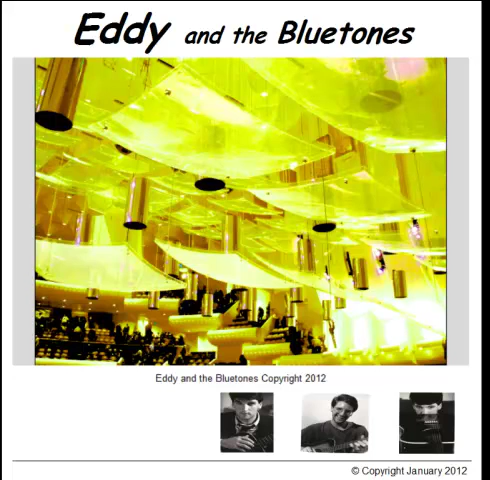 Eddy and the Bluetones
Eddy and the Bluetones Copyright 2012
© Copyright January 2012